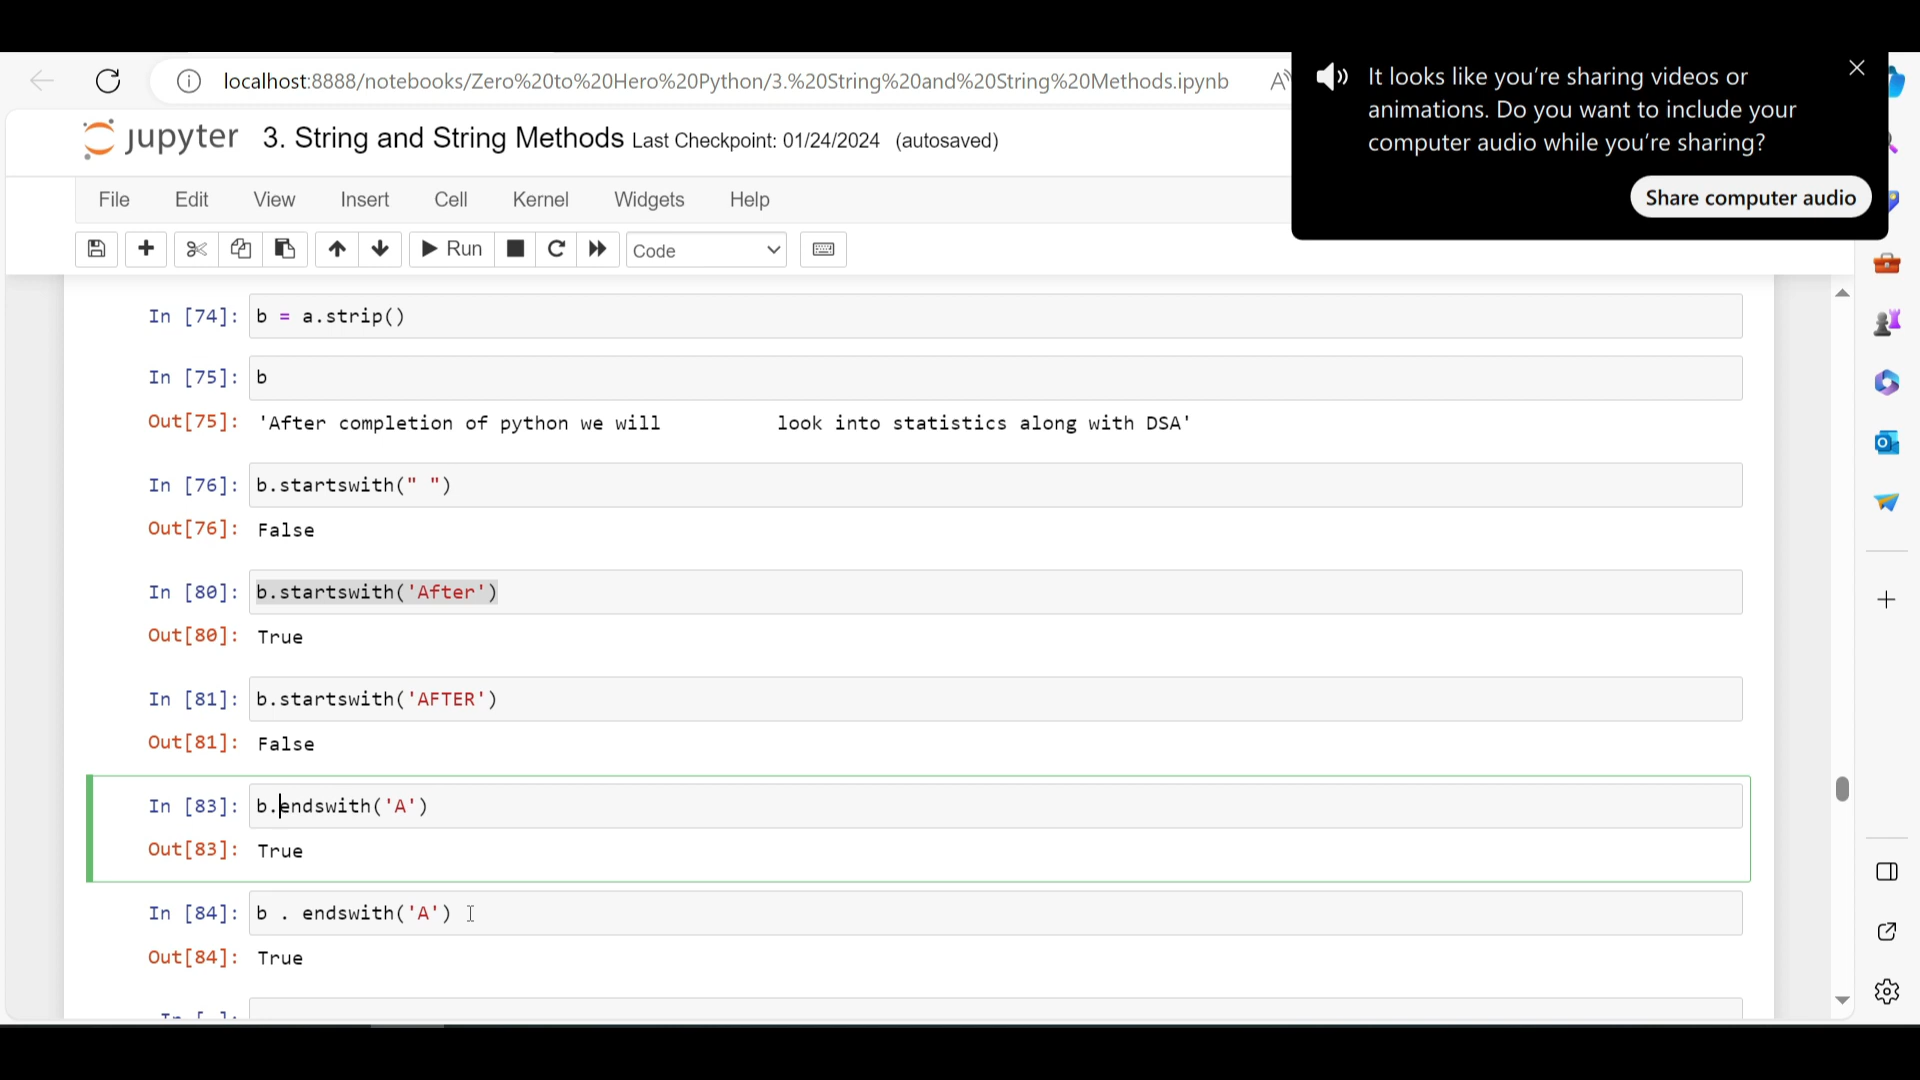 localhost:8888/notebooks/Zero%20to%20Hero%20Python/3.%20String%20and%20String%20Methods.ipynb
It looks like you're sharing videos or
animations. Do you want to include your
computer audio while you're sharing?
Share computer audio
jupyter 3. String and String Methods Last Checkpoint: 01/24/2024 (autosaved)
File Edit View Insert Cell Kernel Widgets Help
Run Code
In [74]: b = a.strip()
In [75]: b
Out[75]: 'After completion of python we will          look into statistics along with DSA'
In [76]: b.startswith(" ")
Out[76]: False
In [80]: b.startswith('After')
Out[80]: True
In [81]: b.startswith('AFTER')
Out[81]: False
In [83]: b.endswith('A')
Out[83]: True
In [84]: b . endswith('A')
Out[84]: True